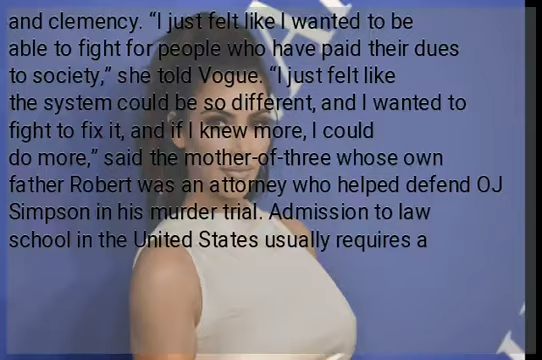 and clemency. “I just felt like I wanted to be
able to fight for people who have paid their dues
to society,” she told Vogue. “I just felt like
the system could be so different, and I wanted to
fight to fix it, and if I knew more, I could
do more,” said the mother-of-three whose own
father Robert was an attorney who helped defend OJ
Simpson in his murder trial. Admission to law
school in the United States usually requires a